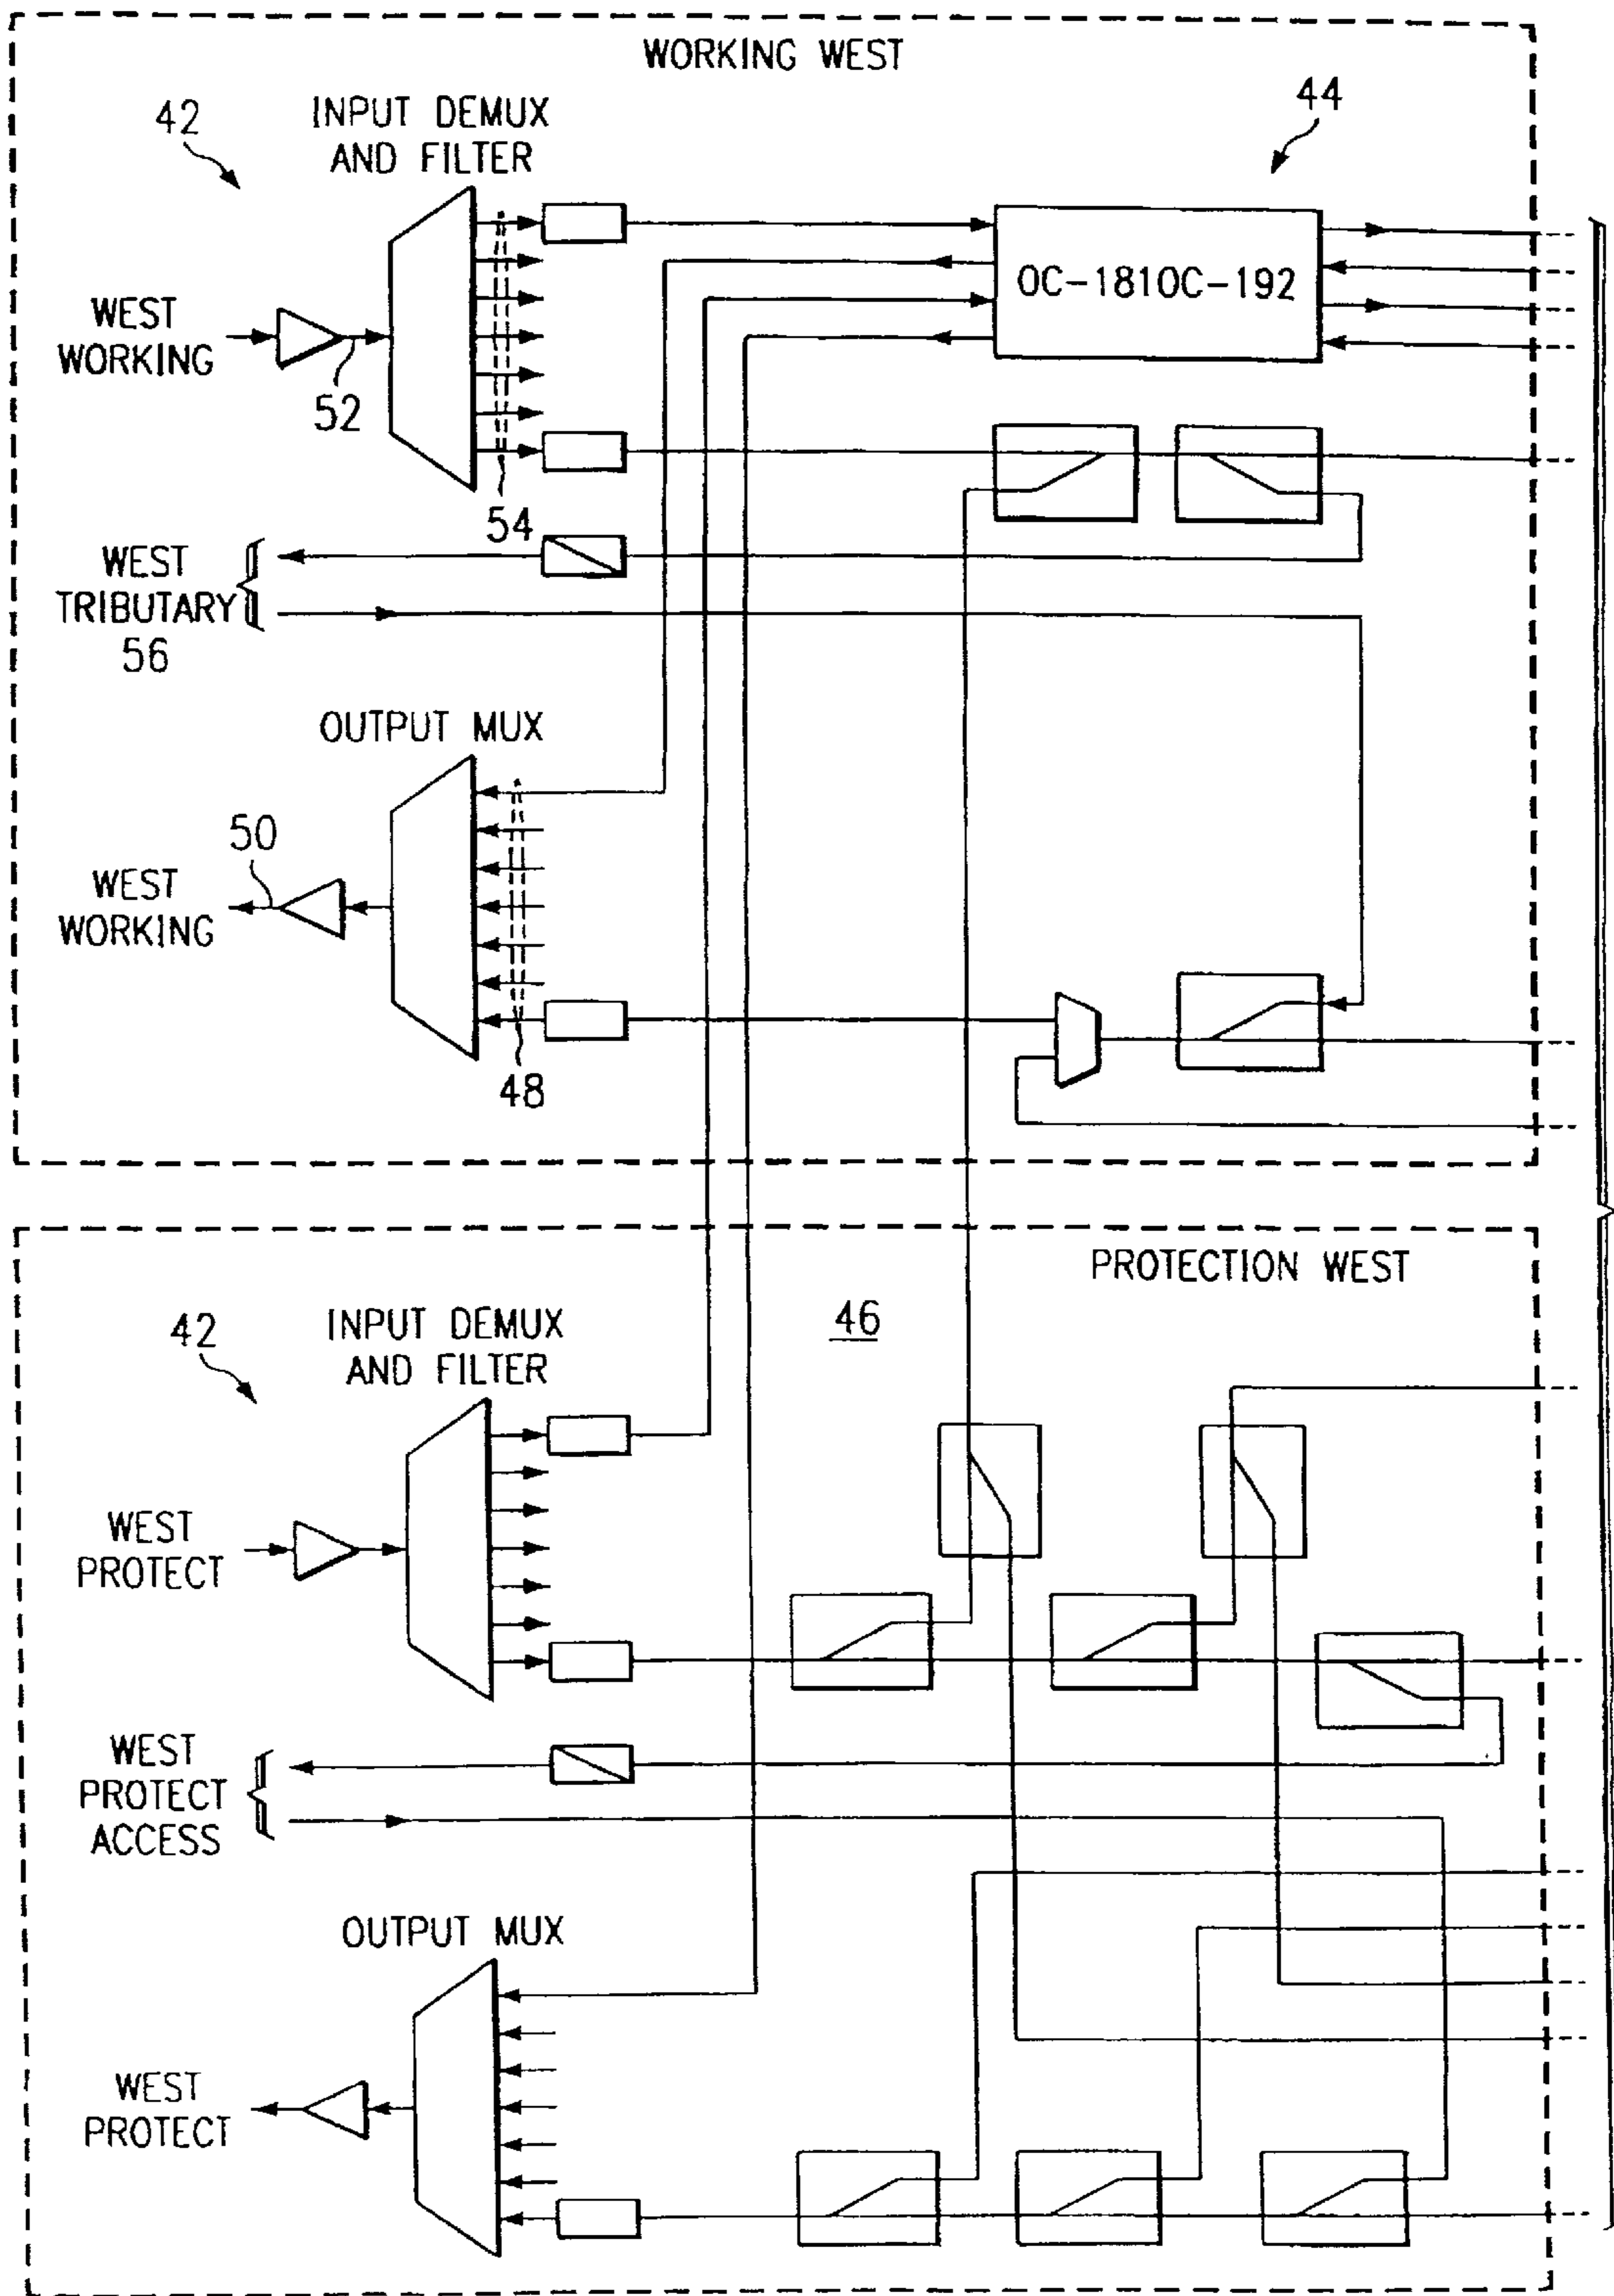 WORKING WEST
42
INPUT DEMUX
AND FILTER
44
OC-1810C-192
WEST
WORKING
52
54
WEST
TRIBUTARY
56
OUTPUT MUX
50
WEST
WORKING
48
PROTECTION WEST
42
INPUT DEMUX
AND FILTER
46
WEST
PROTECT
WEST
PROTECT
ACCESS
OUTPUT MUX
WEST
PROTECT